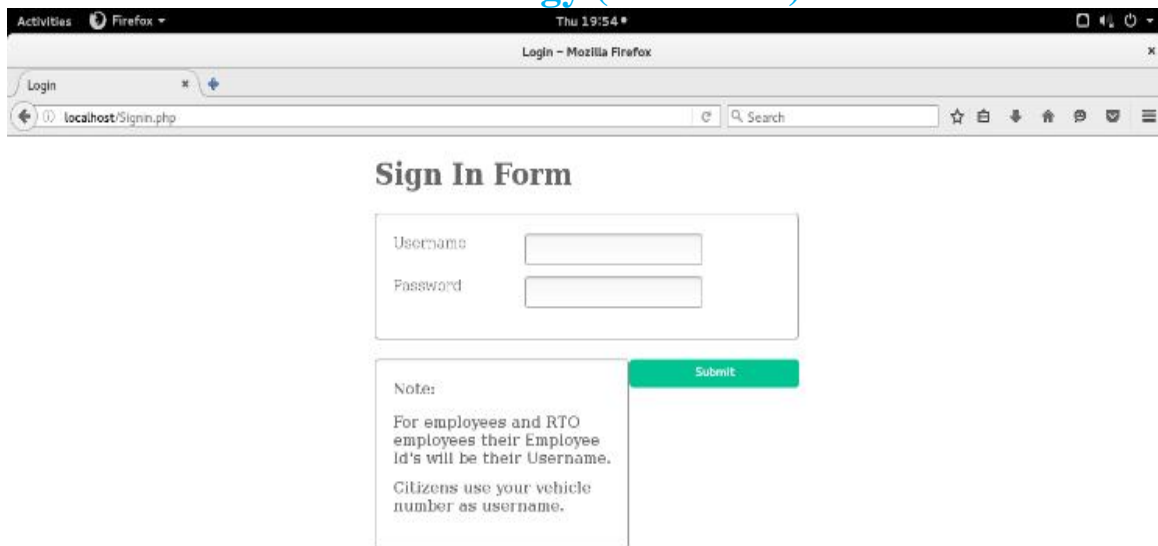 Activities Firefox Thu 19:54
Login - Mozilla Firefox
Login
localhost/Signin.php Search
Sign In Form
Username
Password
Submit
Note:
For employees and RTO
employees their Employee
Id's will be their Username.
Citizens use your vehicle
number as username.